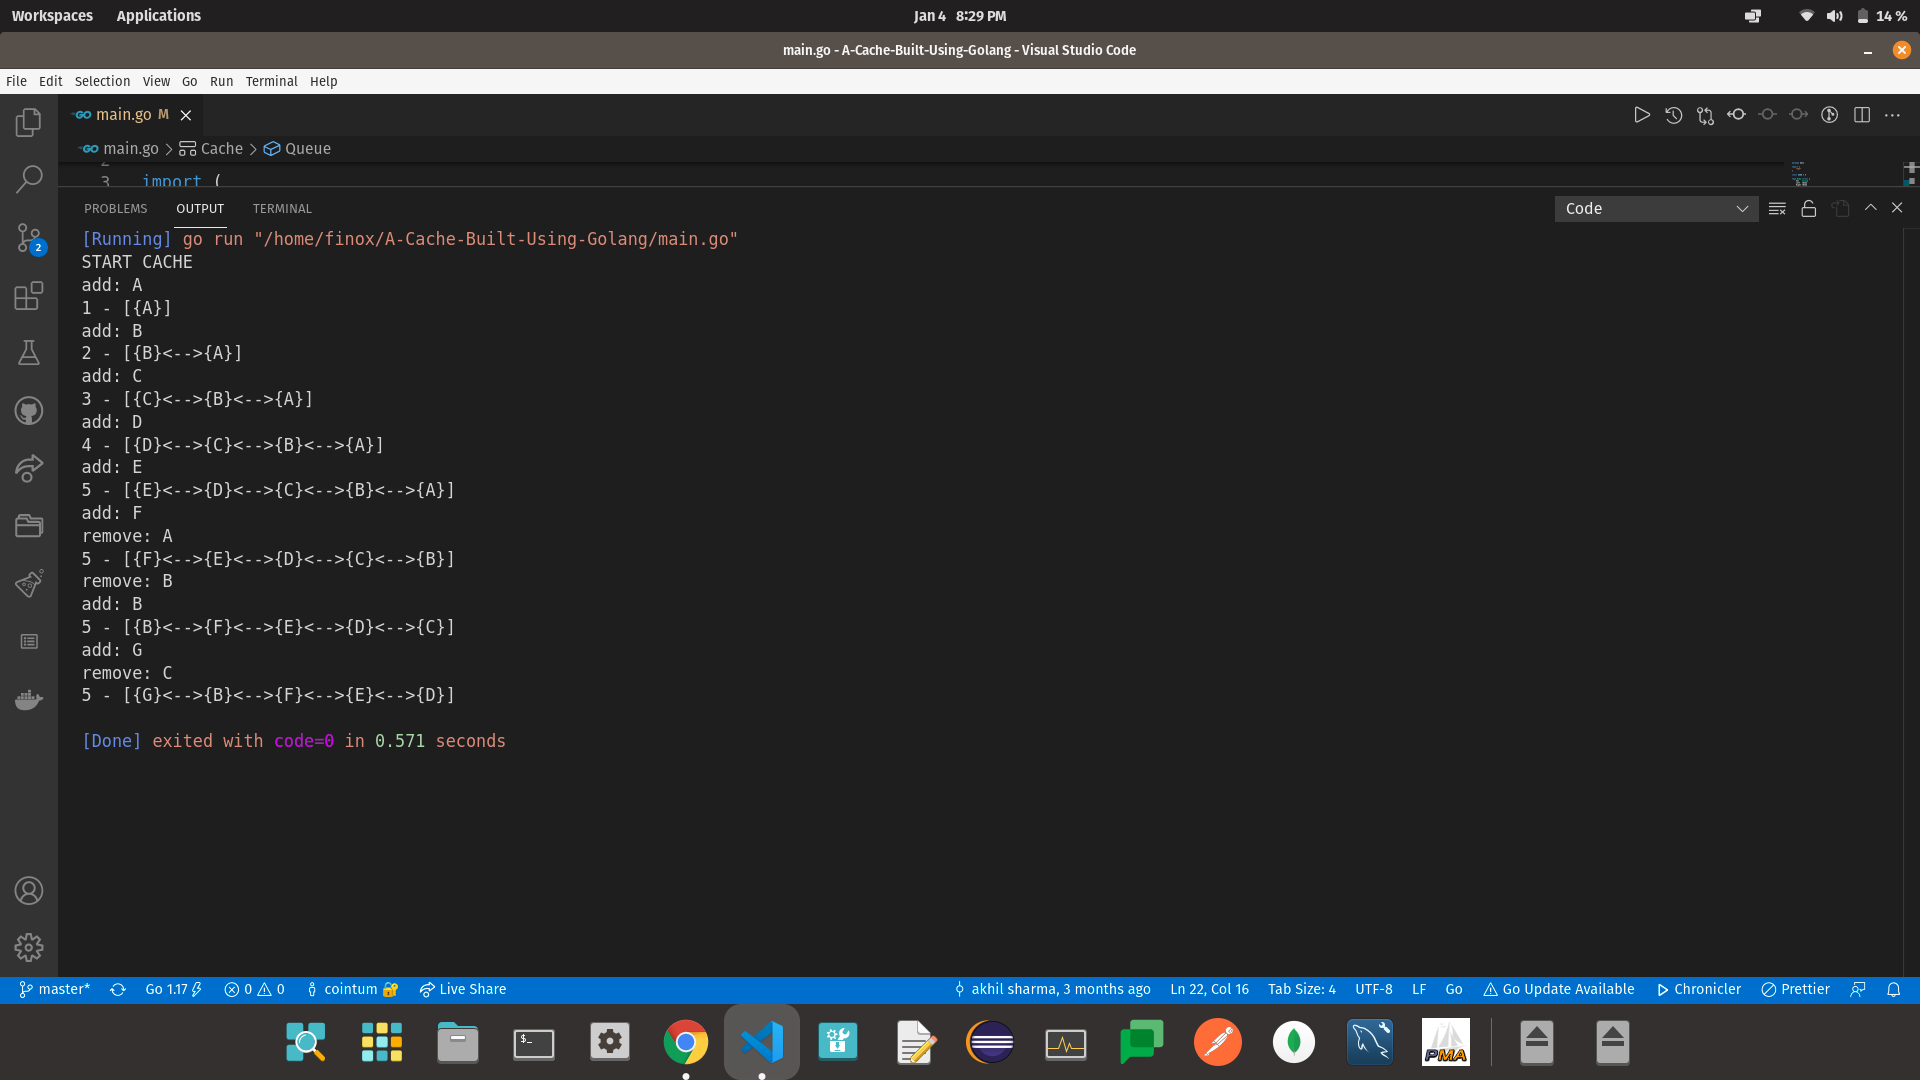 Workspaces Applications Jan 4 8:29 PM 14 %
main.go - A-Cache-Built-Using-Golang - Visual Studio Code
File Edit Selection View Go Run Terminal Help
GO main.go M
GO main.go > Cache > Queue
3 import (
PROBLEMS OUTPUT TERMINAL Code
[Running] go run "/home/finox/A-Cache-Built-Using-Golang/main.go"
START CACHE
add: A
1 - [{A}]
add: B
2 - [{B}<-->{A}]
add: C
3 - [{C}<-->{B}<-->{A}]
add: D
4 - [{D}<-->{C}<-->{B}<-->{A}]
add: E
5 - [{E}<-->{D}<-->{C}<-->{B}<-->{A}]
add: F
remove: A
5 - [{F}<-->{E}<-->{D}<-->{C}<-->{B}]
remove: B
add: B
5 - [{B}<-->{F}<-->{E}<-->{D}<-->{C}]
add: G
remove: C
5 - [{G}<-->{B}<-->{F}<-->{E}<-->{D}]
[Done] exited with code=0 in 0.571 seconds
2
master* Go 1.17 0 0 cointum Live Share akhil sharma, 3 months ago Ln 22, Col 16 Tab Size: 4 UTF-8 LF Go Go Update Available Chronicler Prettier
$_ PMA